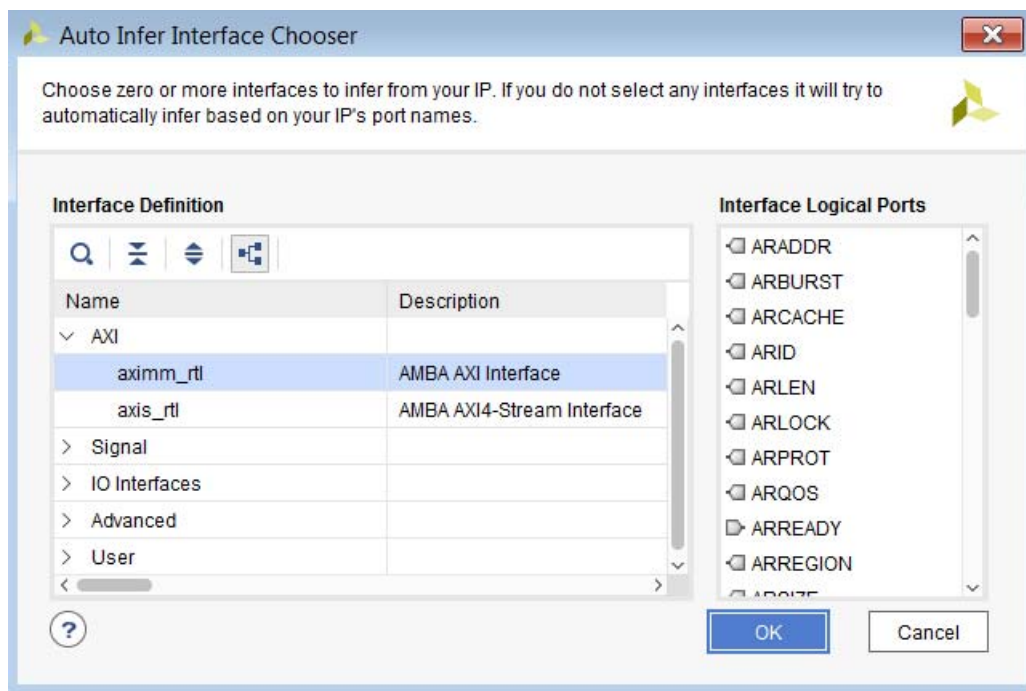 Auto Infer Interface Chooser
Choose zero or more interfaces to infer from your IP. If you do not select any interfaces it will try to
automatically infer based on your IP's port names.
Interface Definition
Name Description
AXI
aximm_rtl AMBA AXI Interface
axis_rtl AMBA AXI4-Stream Interface
Signal
IO Interfaces
Advanced
User
Interface Logical Ports
ARADDR
ARBURST
ARCACHE
ARID
ARLEN
ARLOCK
ARPROT
ARQOS
ARREADY
ARREGION
?
OK Cancel